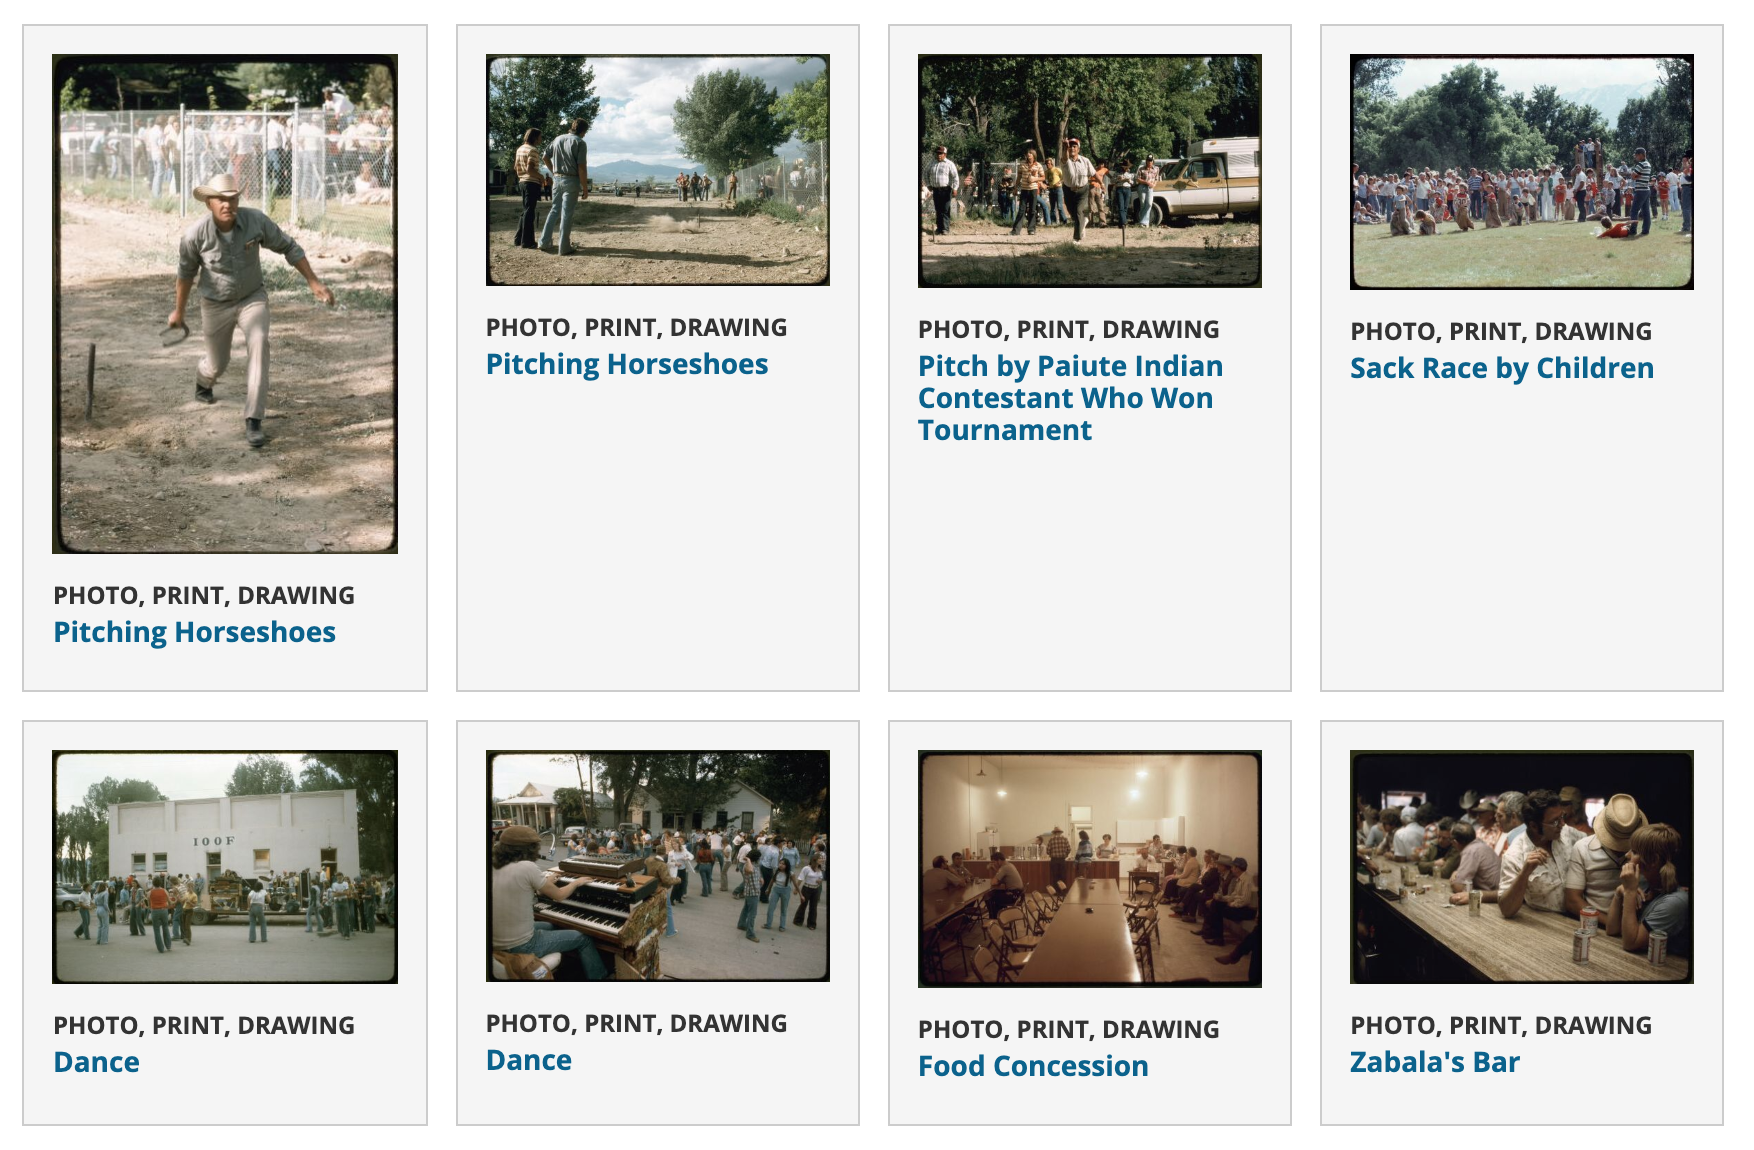 PHOTO, PRINT, DRAWING
Pitching Horseshoes
PHOTO, PRINT, DRAWING
Pitching Horseshoes
PHOTO, PRINT, DRAWING
Pitch by Paiute Indian
Contestant Who Won
Tournament
PHOTO, PRINT, DRAWING
Sack Race by Children
IOOF
PHOTO, PRINT, DRAWING
Dance
PHOTO, PRINT, DRAWING
Dance
PHOTO, PRINT, DRAWING
Food Concession
PHOTO, PRINT, DRAWING
Zabala's Bar